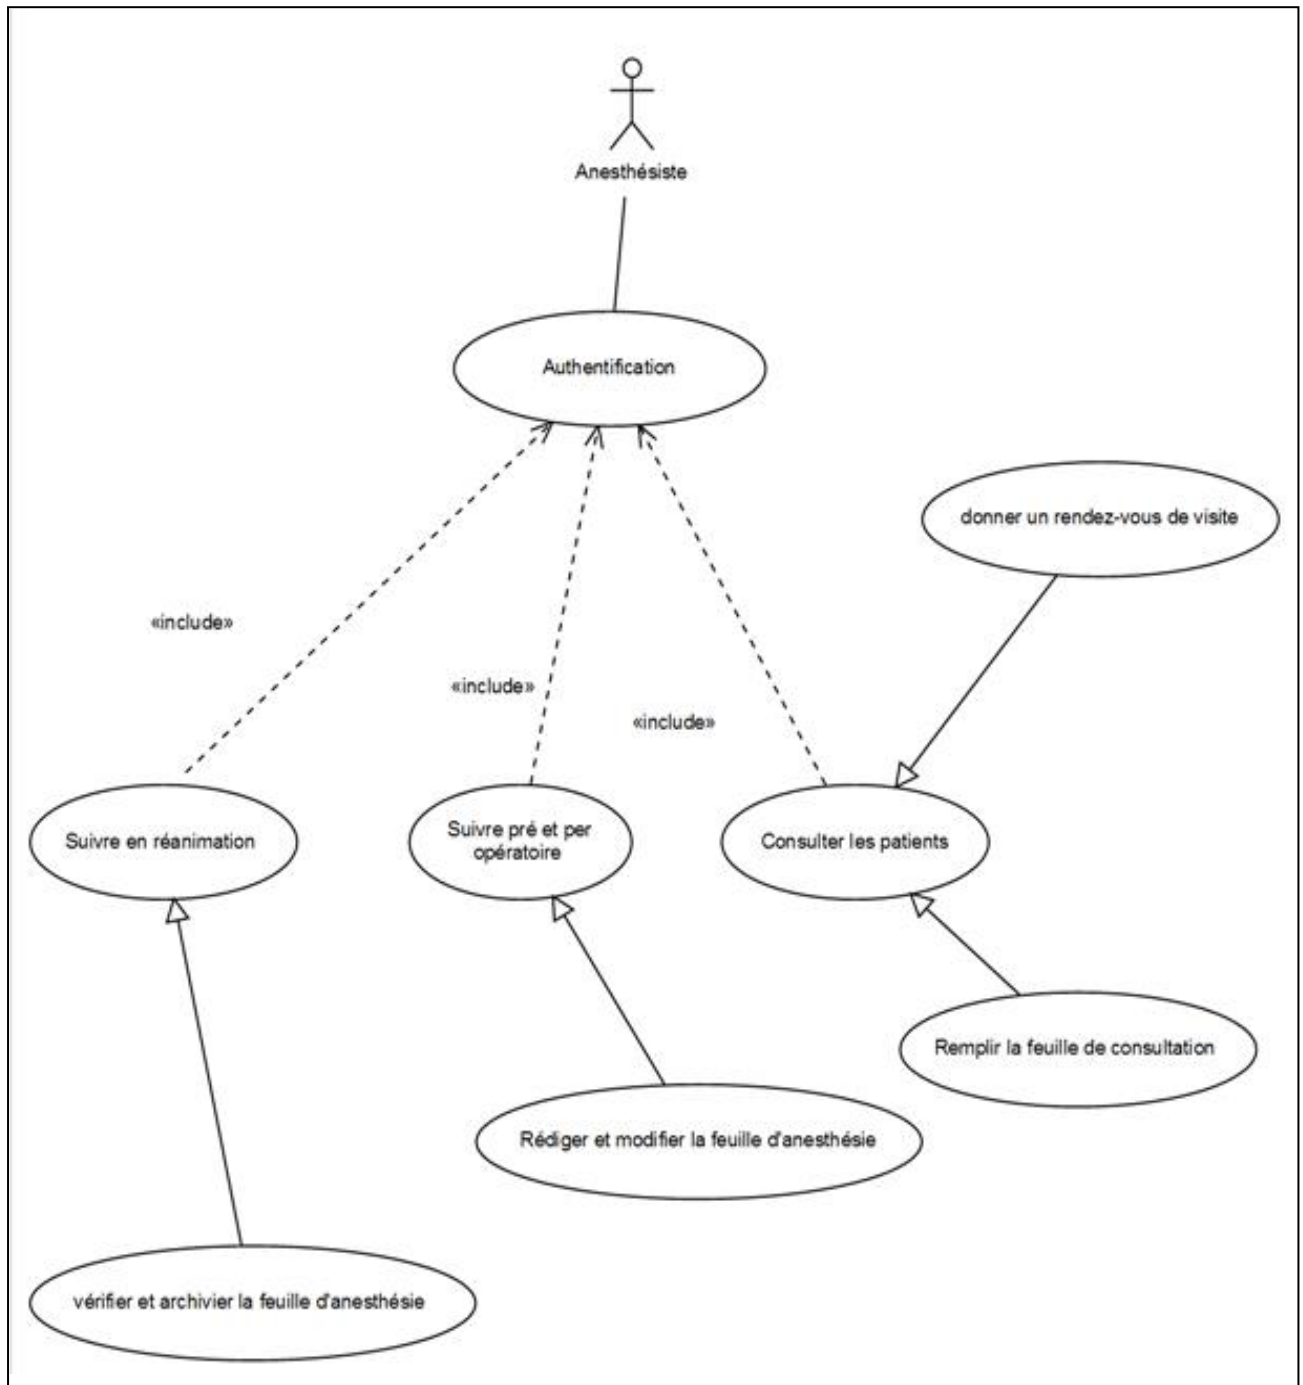 Anesthésiste
Authentification
donner un rendez-vous de visite
«include»
«include»
«include»
Suivre en réanimation
Suivre pré et per
opératoire
Consulter les patients
Remplir la feuille de consultation
Rédiger et modifier la feuille d'anesthésie
vérifier et archivier la feuille d'anesthésie